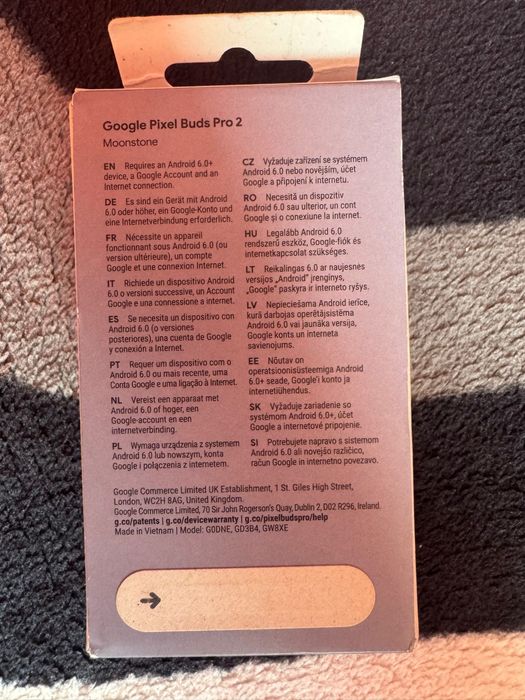 Google Pixel Buds Pro 2
Moonstone
EN Requires an Android 6.0+
device, a Google Account and an
Internet connection.
DE Es sind ein Gerät mit Android
6.0 oder höher, ein Google-Konto und
eine Internetverbindung erforderlich.
FR Nécessite un appareil
fonctionnant sous Android 6.0 (ou
version ultérieure), un compte
Google et une connexion Internet.
IT Richiede un dispositivo Android
6.0 o versioni successive, un Account
Google e una connessione a internet.
ES Se necesita un dispositivo con
Android 6.0 (o versiones
posteriores), una cuenta de Google
y conexión a Internet.
PT Requer um dispositivo com o
Android 6.0 ou mais recente, uma
Conta Google e uma ligação à Internet.
NL Vereist een apparaat met
Android 6.0 of hoger, een
Google-account en een
internetverbinding.
PL Wymaga urządzenia z systemem
Android 6.0 lub nowszym, konta
Google i połączenia z internetem.
CZ Vyžaduje zařízení se systémem
Android 6.0 nebo novějším, účet
Google a připojení k internetu.
RO Necesită un dispozitiv
Android 6.0 sau ulterior, un cont
Google și o conexiune la internet.
HU Legalább Android 6.0
rendszerű eszköz, Google-fiók és
internetkapcsolat szükséges.
LT Reikalingas 6.0 ar naujesnės
versijos „Android" įrenginys,
„Google" paskyra ir interneto ryšys.
LV Nepieciešama Android ierīce,
kurā darbojas operētājsistēma
Android 6.0 vai jaunāka versija,
Google konts un interneta
savienojums.
EE Nõutav on
operatsioonisüsteemiga Android
6.0+ seade, Google'i konto ja
internetiühendus.
SK Vyžaduje zariadenie so
systémom Android 6.0+, účet
Google a internetové pripojenie.
SI Potrebujete napravo s sistemom
Android 6.0 ali novejšo različico,
račun Google in internetno povezavo.
Google Commerce Limited UK Establishment, 1 St. Giles High Street,
London, WC2H 8AG, United Kingdom.
Google Commerce Limited, 70 Sir John Rogerson's Quay, Dublin 2, D02 R296, Ireland.
g.co/patents | g.co/devicewarranty | g.co/pixelbudspro/help
Made in Vietnam | Model: G0DNE, GD3B4, GW8XE